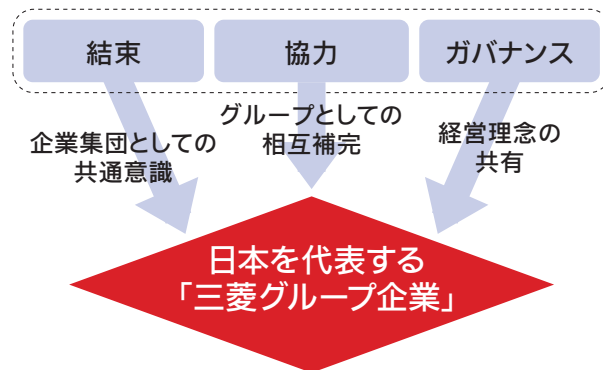 結束
協力
ガバナンス
企業集団としての
共通意識
グループとしての
相互補完
経営理念の
共有
日本を代表する
「三菱グループ企業」